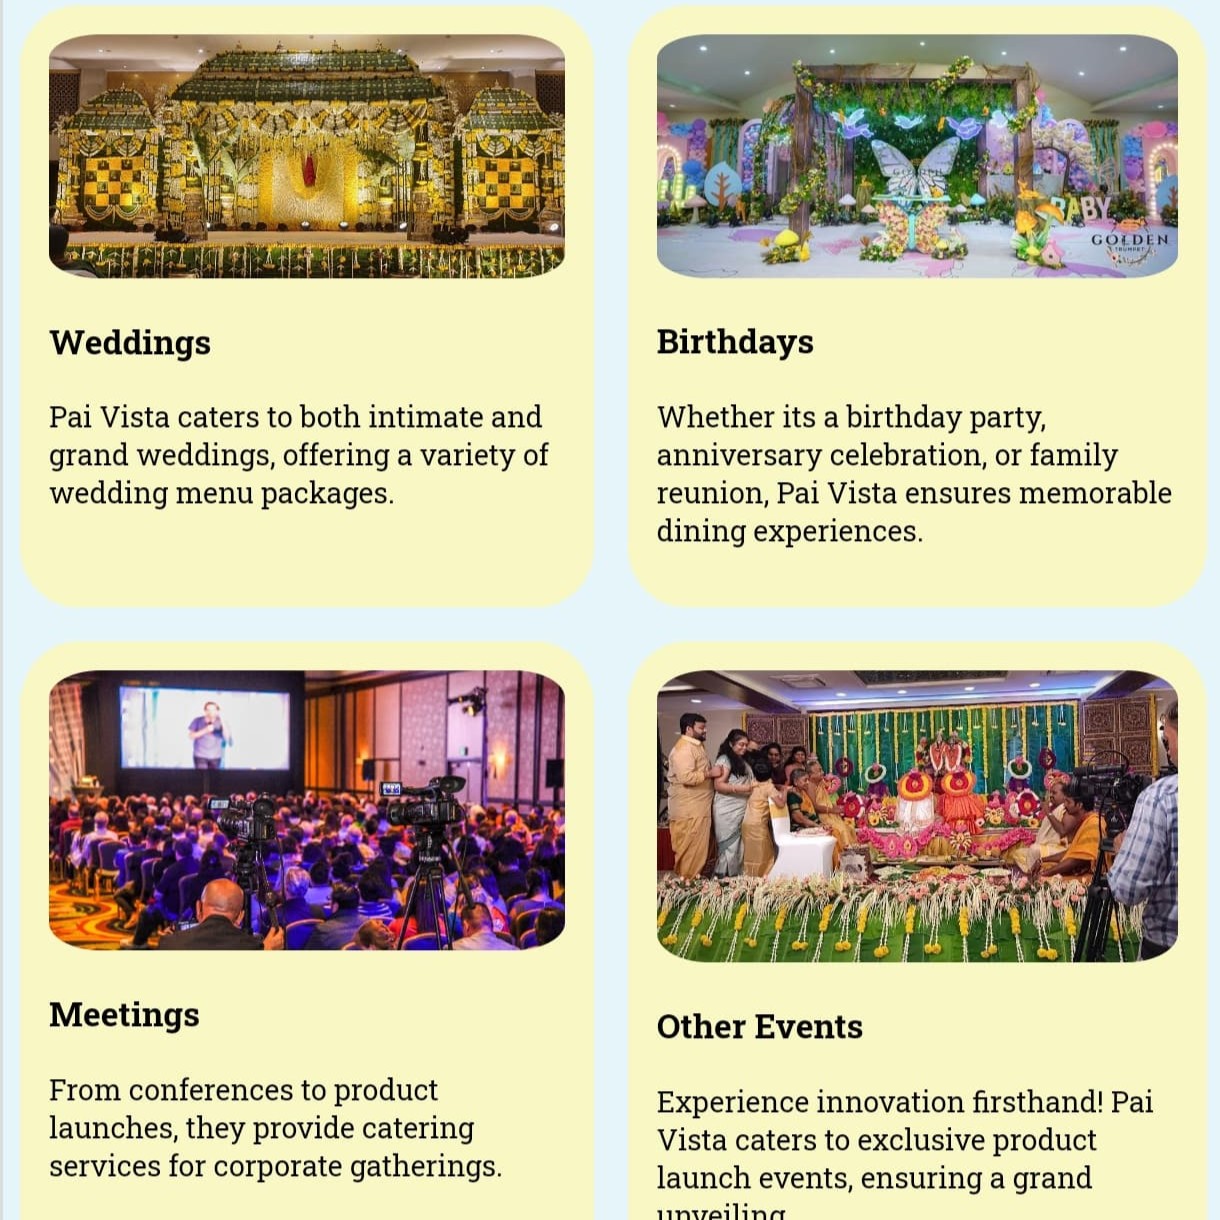 BABY
GOLDEN
TRUMPET
Weddings
Pai Vista caters to both intimate and
grand weddings, offering a variety of
wedding menu packages.
Birthdays
Whether its a birthday party,
anniversary celebration, or family
reunion, Pai Vista ensures memorable
dining experiences.
Meetings
From conferences to product
launches, they provide catering
services for corporate gatherings.
Other Events
Experience innovation firsthand! Pai
Vista caters to exclusive product
launch events, ensuring a grand
unveiling